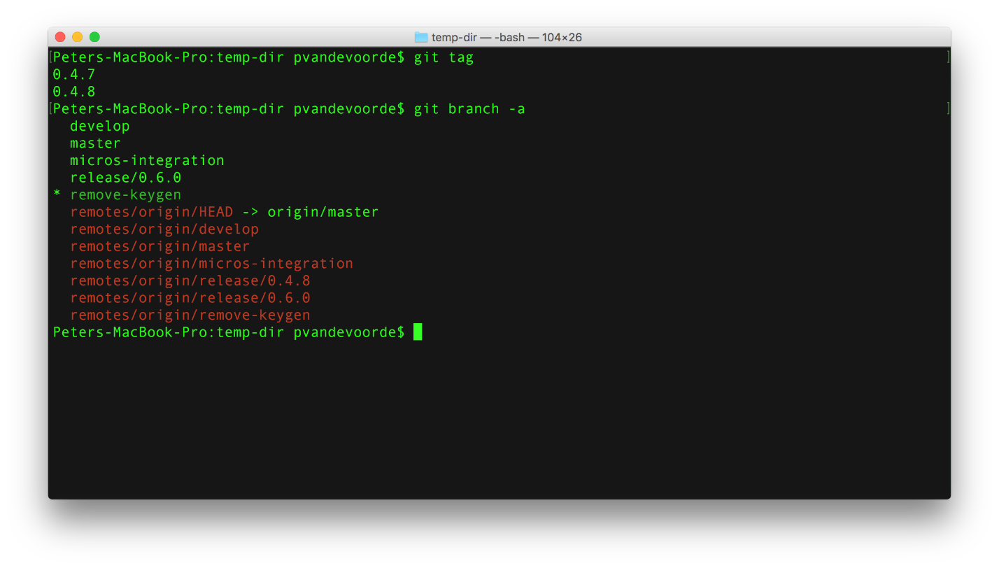 temp-dir — -bash — 104×26
[Peters-MacBook-Pro:temp-dir pvandevoorde$ git tag ]
0.4.7
0.4.8
[Peters-MacBook-Pro:temp-dir pvandevoorde$ git branch -a ]
  develop
  master
  micros-integration
  release/0.6.0
* remove-keygen
  remotes/origin/HEAD -> origin/master
  remotes/origin/develop
  remotes/origin/master
  remotes/origin/micros-integration
  remotes/origin/release/0.4.8
  remotes/origin/release/0.6.0
  remotes/origin/remove-keygen
Peters-MacBook-Pro:temp-dir pvandevoorde$